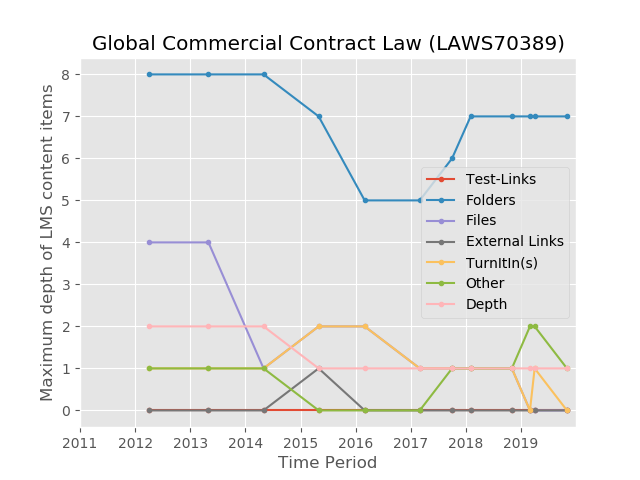 Global Commercial Contract Law (LAWS70389)
Maximum depth of LMS content items
8
7
6
5
4
3
2
1
0
Test-Links
Folders
Files
External Links
TurnItIn(s)
Other
Depth
2011 2012 2013 2014 2015 2016 2017 2018 2019
Time Period